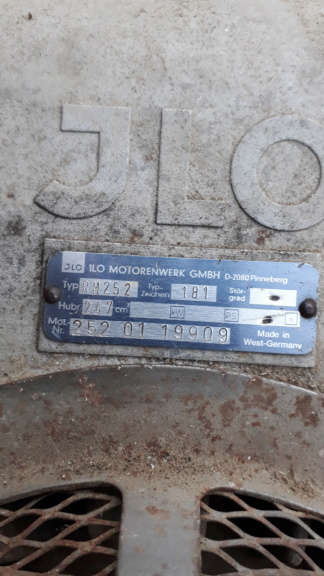 JLO
JLO ILO MOTORENWERK GMBH D-2080 Pinneberg
Typ RM252 Typ.-Zeichen 181 Stör-grad
Hubr 247 cm³ KW PS
Mot.-Nr. 252 01 19909 Made in West-Germany